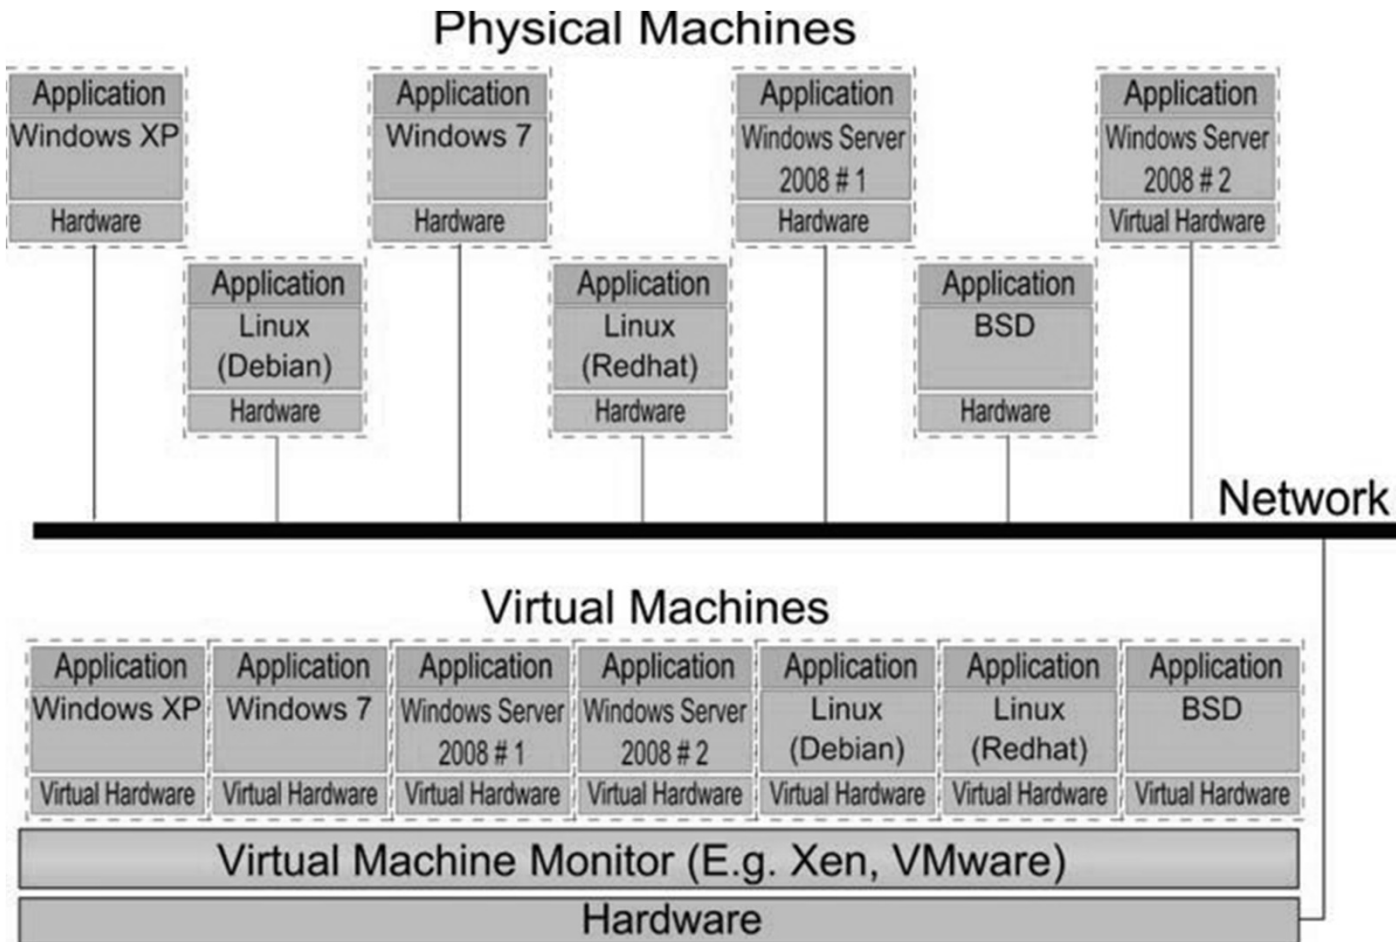 Physical Machines
Application
Windows XP
Hardware
Application
Windows 7
Hardware
Application
Windows Server
2008 # 1
Hardware
Application
Windows Server
2008 # 2
Virtual Hardware
Application
Linux
(Debian)
Hardware
Application
Linux
(Redhat)
Hardware
Application
BSD
Hardware
Network
Virtual Machines
Application
Windows XP
Virtual Hardware
Application
Windows 7
Virtual Hardware
Application
Windows Server
2008 # 1
Virtual Hardware
Application
Windows Server
2008 # 2
Virtual Hardware
Application
Linux
(Debian)
Virtual Hardware
Application
Linux
(Redhat)
Virtual Hardware
Application
BSD
Virtual Hardware
Virtual Machine Monitor (E.g. Xen, VMware)
Hardware